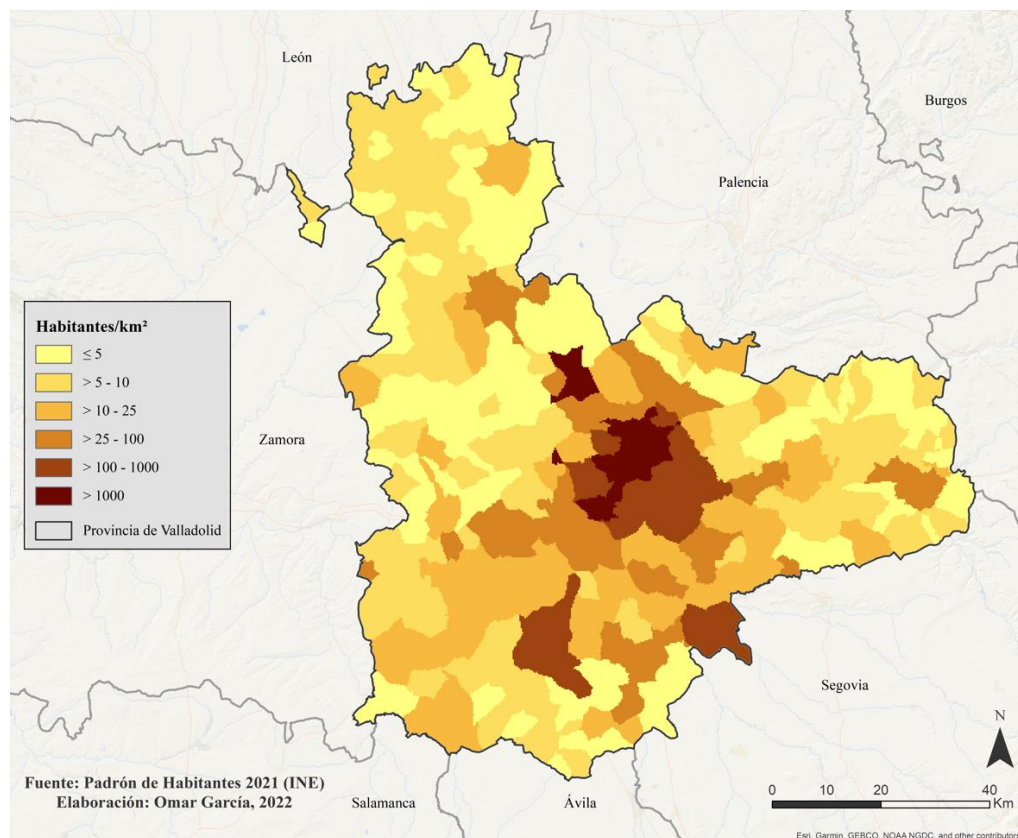 León
Burgos
Palencia
Habitantes/km²
≤ 5
> 5 - 10
> 10 - 25
> 25 - 100
> 100 - 1000
> 1000
Provincia de Valladolid
Zamora
Segovia
N
Fuente: Padrón de Habitantes 2021 (INE)
Elaboración: Omar García, 2022
Salamanca
Ávila
0 10 20 40
Km
Esri, Garmin, GEBCO, NOAA NGDC, and other contributors